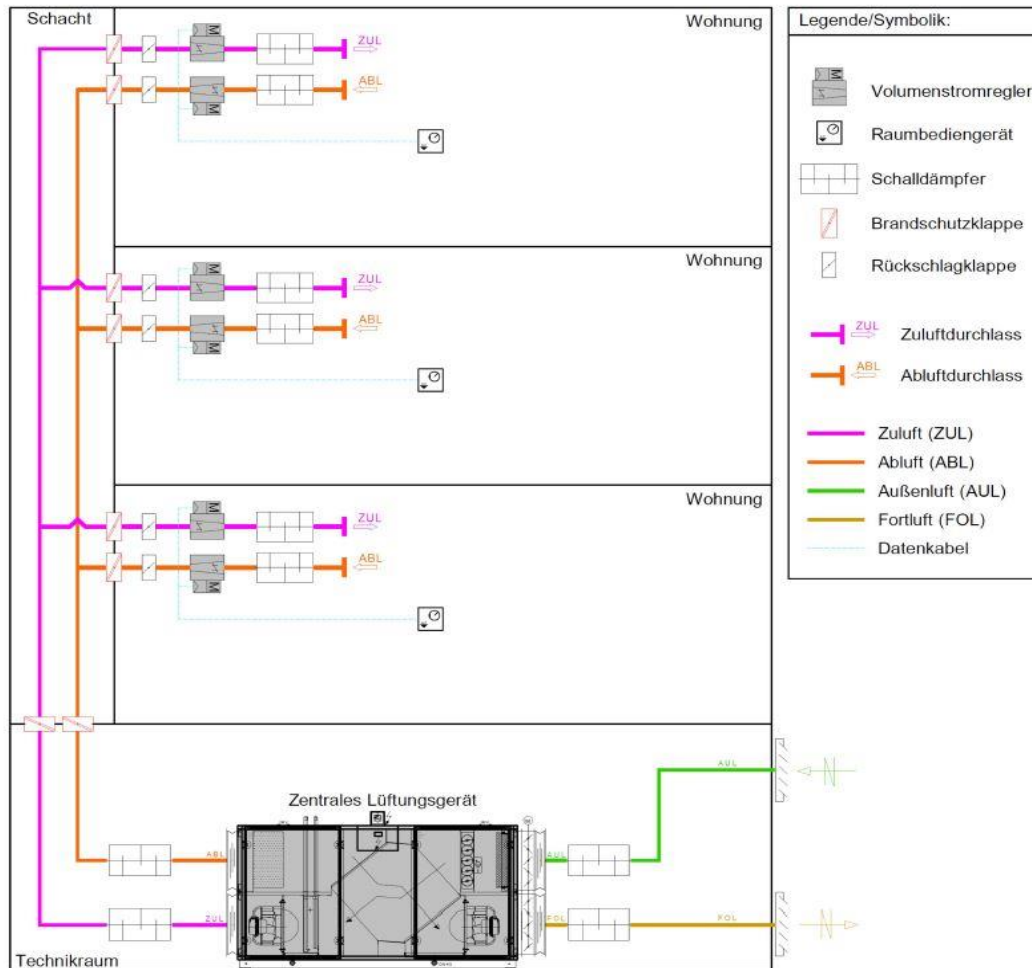 Schacht
Wohnung
ZUL
M
ABL
M
Wohnung
ZUL
M
ABL
M
Wohnung
ZUL
M
ABL
M
Zentrales Lüftungsgerät
ABL
ZUL
AUL
AUL
FOL
FOL
Technikraum
Legende/Symbolik:
M
Volumenstromregler
Raumbediengerät
Schalldämpfer
Brandschutzklappe
Rückschlagklappe
ZUL
Zuluftdurchlass
ABL
Abluftdurchlass
Zuluft (ZUL)
Abluft (ABL)
Außenluft (AUL)
Fortluft (FOL)
Datenkabel